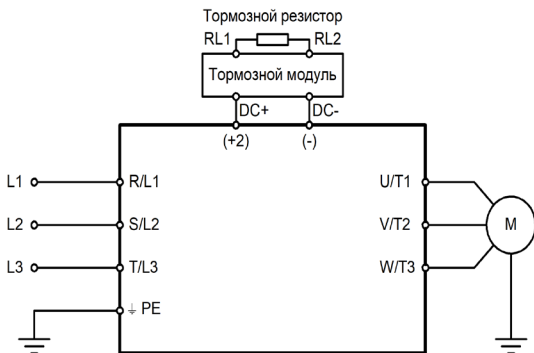 Тормозной резистор
RL1 RL2
Тормозной модуль
DC+ DC-
(+2) (-)
L1 R/L1 U/T1
L2 S/L2 V/T2 M
L3 T/L3 W/T3
PE